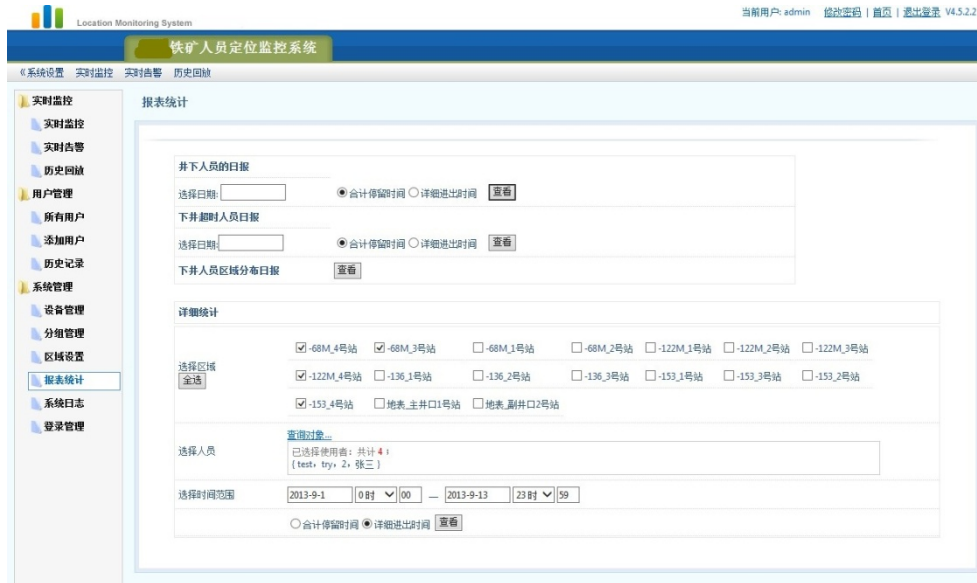 当前用户: admin 修改密码 | 首页 | 退出登录 V4.5.2.2
Location Monitoring System
铁矿人员定位监控系统
《系统设置 实时监控 实时告警 历史回放
实时监控
实时监控
实时告警
历史回放
用户管理
所有用户
添加用户
历史记录
系统管理
设备管理
分组管理
区域设置
报表统计
系统日志
登录管理
报表统计
井下人员的日报
选择日期: 合计停留时间 详细进出时间 查看
下井超时人员日报
选择日期: 合计停留时间 详细进出时间 查看
下井人员区域分布日报 查看
详细统计
选择区域
全选
-68M_4号站 -68M_3号站 -68M_1号站 -68M_2号站 -122M_1号站 -122M_2号站 -122M_3号站
-122M_4号站 -136_1号站 -136_2号站 -136_3号站 -153_1号站 -153_3号站 -153_2号站
-153_4号站 地表_主井口1号站 地表_副井口2号站
选择人员
查询对象...
已选择使用者: 共计 4 :
{ test, try, 2, 张三 }
选择时间范围
2013-9-1 0时 00 — 2013-9-13 23时 59
合计停留时间 详细进出时间 查看